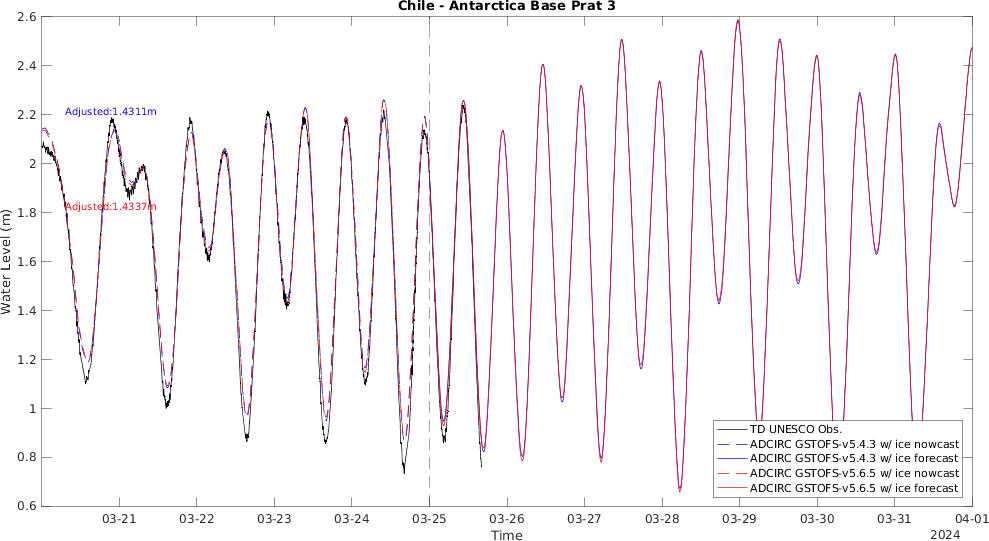 Chile - Antarctica Base Prat 3
2.6
2.4
2.2
2
1.8
1.6
1.4
1.2
1
0.8
0.6
Water Level (m)
Adjusted:1.4311m
Adjusted:1.4337m
TD UNESCO Obs.
ADCIRC GSTOFS-v5.4.3 w/ ice nowcast
ADCIRC GSTOFS-v5.4.3 w/ ice forecast
ADCIRC GSTOFS-v5.6.5 w/ ice nowcast
ADCIRC GSTOFS-v5.6.5 w/ ice forecast
03-21 03-22 03-23 03-24 03-25 03-26 03-27 03-28 03-29 03-30 03-31 04-01
Time
2024